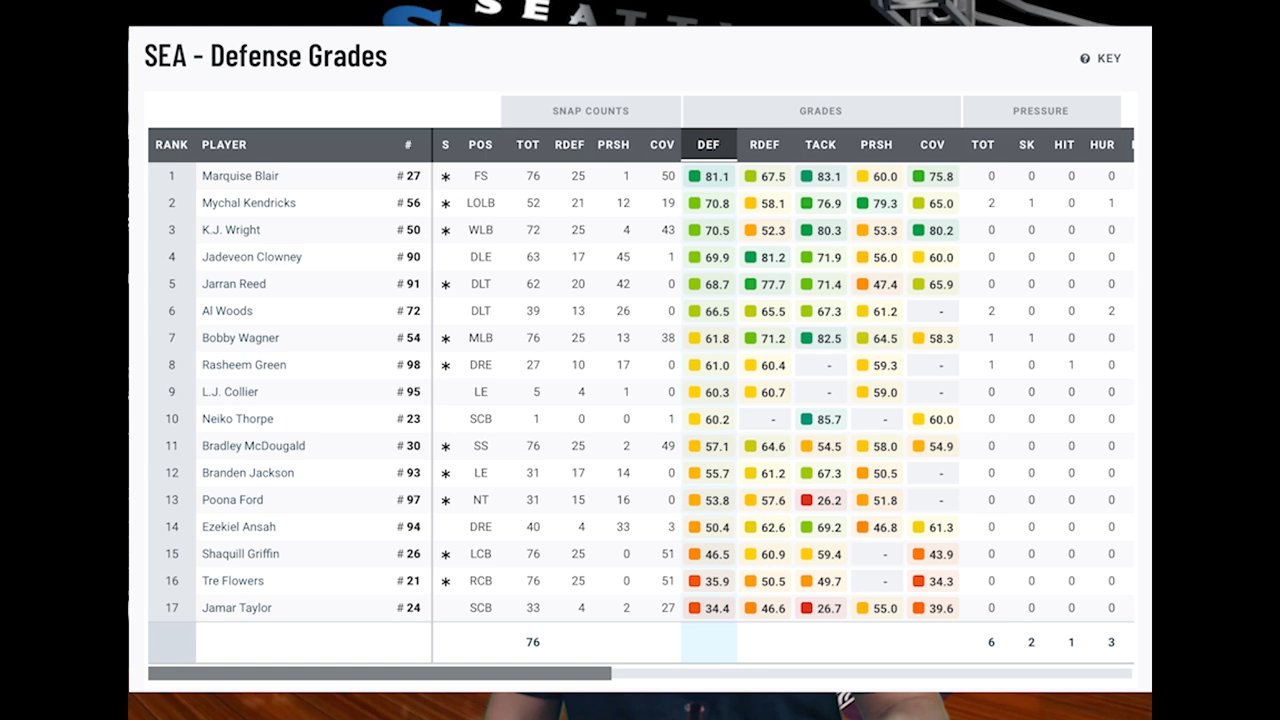 SEATTL
SEA - Defense Grades
KEY
SNAP COUNTS GRADES PRESSURE
RANK PLAYER # S POS TOT RDEF PRSH COV DEF RDEF TACK PRSH COV TOT SK HIT HUR
1 Marquise Blair #27 * FS 76 25 1 50 81.1 67.5 83.1 60.0 75.8 0 0 0 0
2 Mychal Kendricks #56 * LOLB 52 21 12 19 70.8 58.1 76.9 79.3 65.0 2 1 0 1
3 K.J. Wright #50 * WLB 72 25 4 43 70.5 52.3 80.3 53.3 80.2 0 0 0 0
4 Jadeveon Clowney #90 DLE 63 17 45 1 69.9 81.2 71.9 56.0 60.0 0 0 0 0
5 Jarran Reed #91 * DLT 62 20 42 0 68.7 77.7 71.4 47.4 65.9 0 0 0 0
6 Al Woods #72 DLT 39 13 26 0 66.5 65.5 67.3 61.2 - 2 0 0 2
7 Bobby Wagner #54 * MLB 76 25 13 38 61.8 71.2 82.5 64.5 58.3 1 1 0 0
8 Rasheem Green #98 * DRE 27 10 17 0 61.0 60.4 - 59.3 - 1 0 1 0
9 L.J. Collier #95 LE 5 4 1 0 60.3 60.7 - 59.0 - 0 0 0 0
10 Neiko Thorpe #23 SCB 1 0 0 1 60.2 - 85.7 - 60.0 0 0 0 0
11 Bradley McDougald #30 * SS 76 25 2 49 57.1 64.6 54.5 58.0 54.9 0 0 0 0
12 Branden Jackson #93 * LE 31 17 14 0 55.7 61.2 67.3 50.5 - 0 0 0 0
13 Poona Ford #97 * NT 31 15 16 0 53.8 57.6 26.2 51.8 - 0 0 0 0
14 Ezekiel Ansah #94 DRE 40 4 33 3 50.4 62.6 69.2 46.8 61.3 0 0 0 0
15 Shaquill Griffin #26 * LCB 76 25 0 51 46.5 60.9 59.4 - 43.9 0 0 0 0
16 Tre Flowers #21 * RCB 76 25 0 51 35.9 50.5 49.7 - 34.3 0 0 0 0
17 Jamar Taylor #24 SCB 33 4 2 27 34.4 46.6 26.7 55.0 39.6 0 0 0 0
76 6 2 1 3